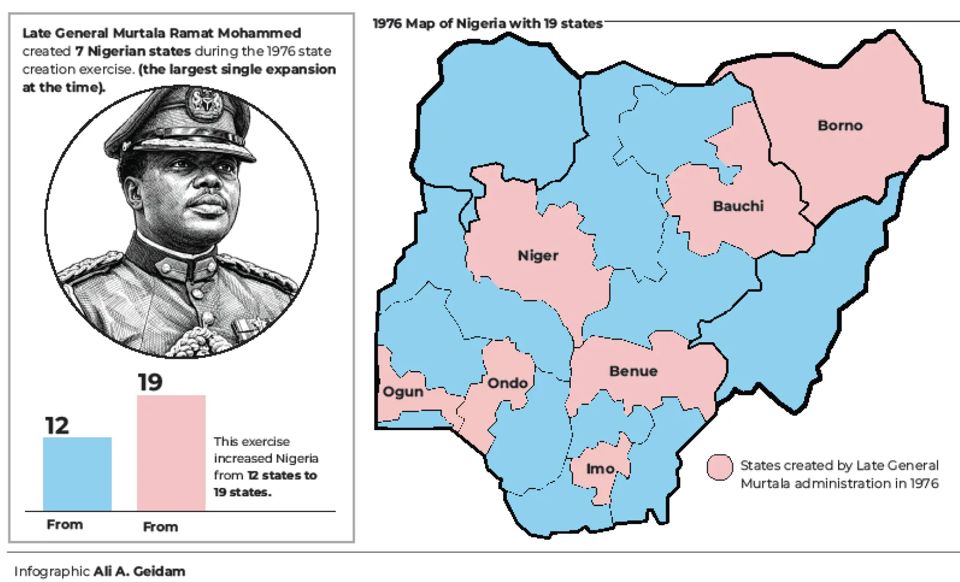 Late General Murtala Ramat Mohammed
created 7 Nigerian states during the 1976 state
creation exercise. (the largest single expansion
at the time).
12
19
From
From
This exercise
increased Nigeria
from 12 states to
19 states.
1976 Map of Nigeria with 19 states
Borno
Bauchi
Niger
Benue
Ondo
Ogun
Imo
States created by Late General
Murtala administration in 1976
Infographic Ali A. Geidam